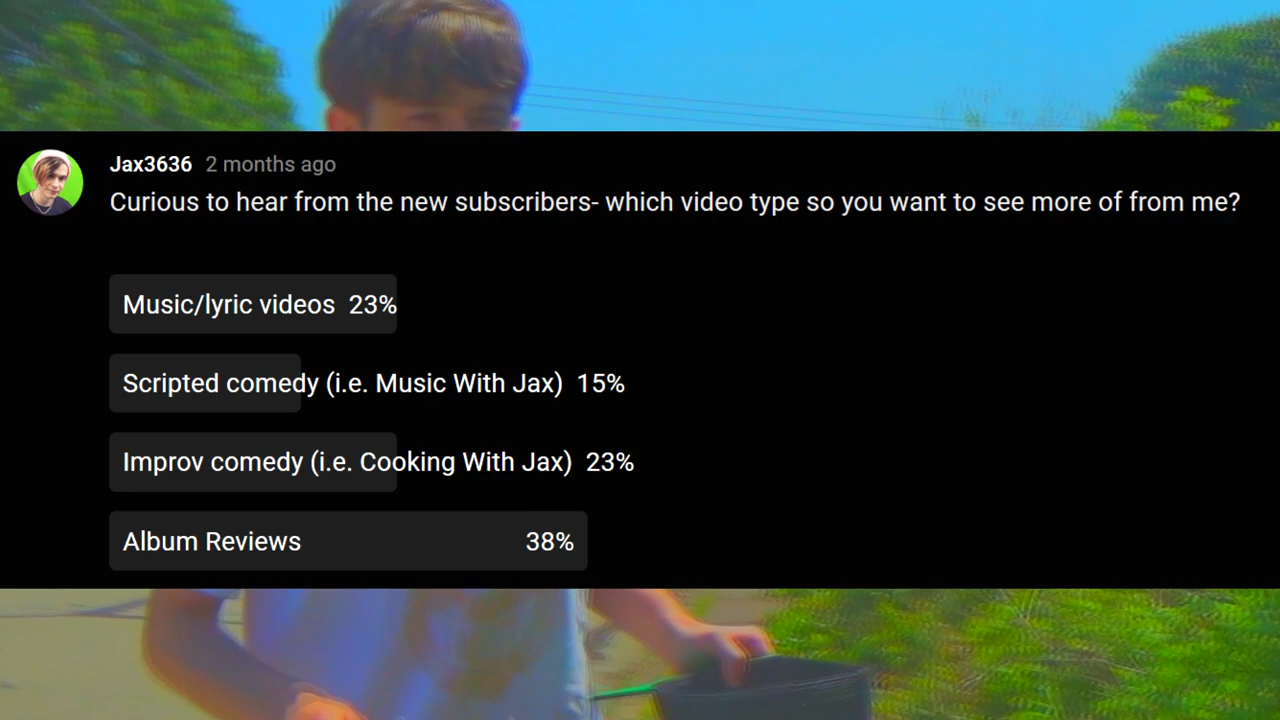 Jax3636 2 months ago
Curious to hear from the new subscribers- which video type so you want to see more of from me?
Music/lyric videos 23%
Scripted comedy (i.e. Music With Jax) 15%
Improv comedy (i.e. Cooking With Jax) 23%
Album Reviews 38%